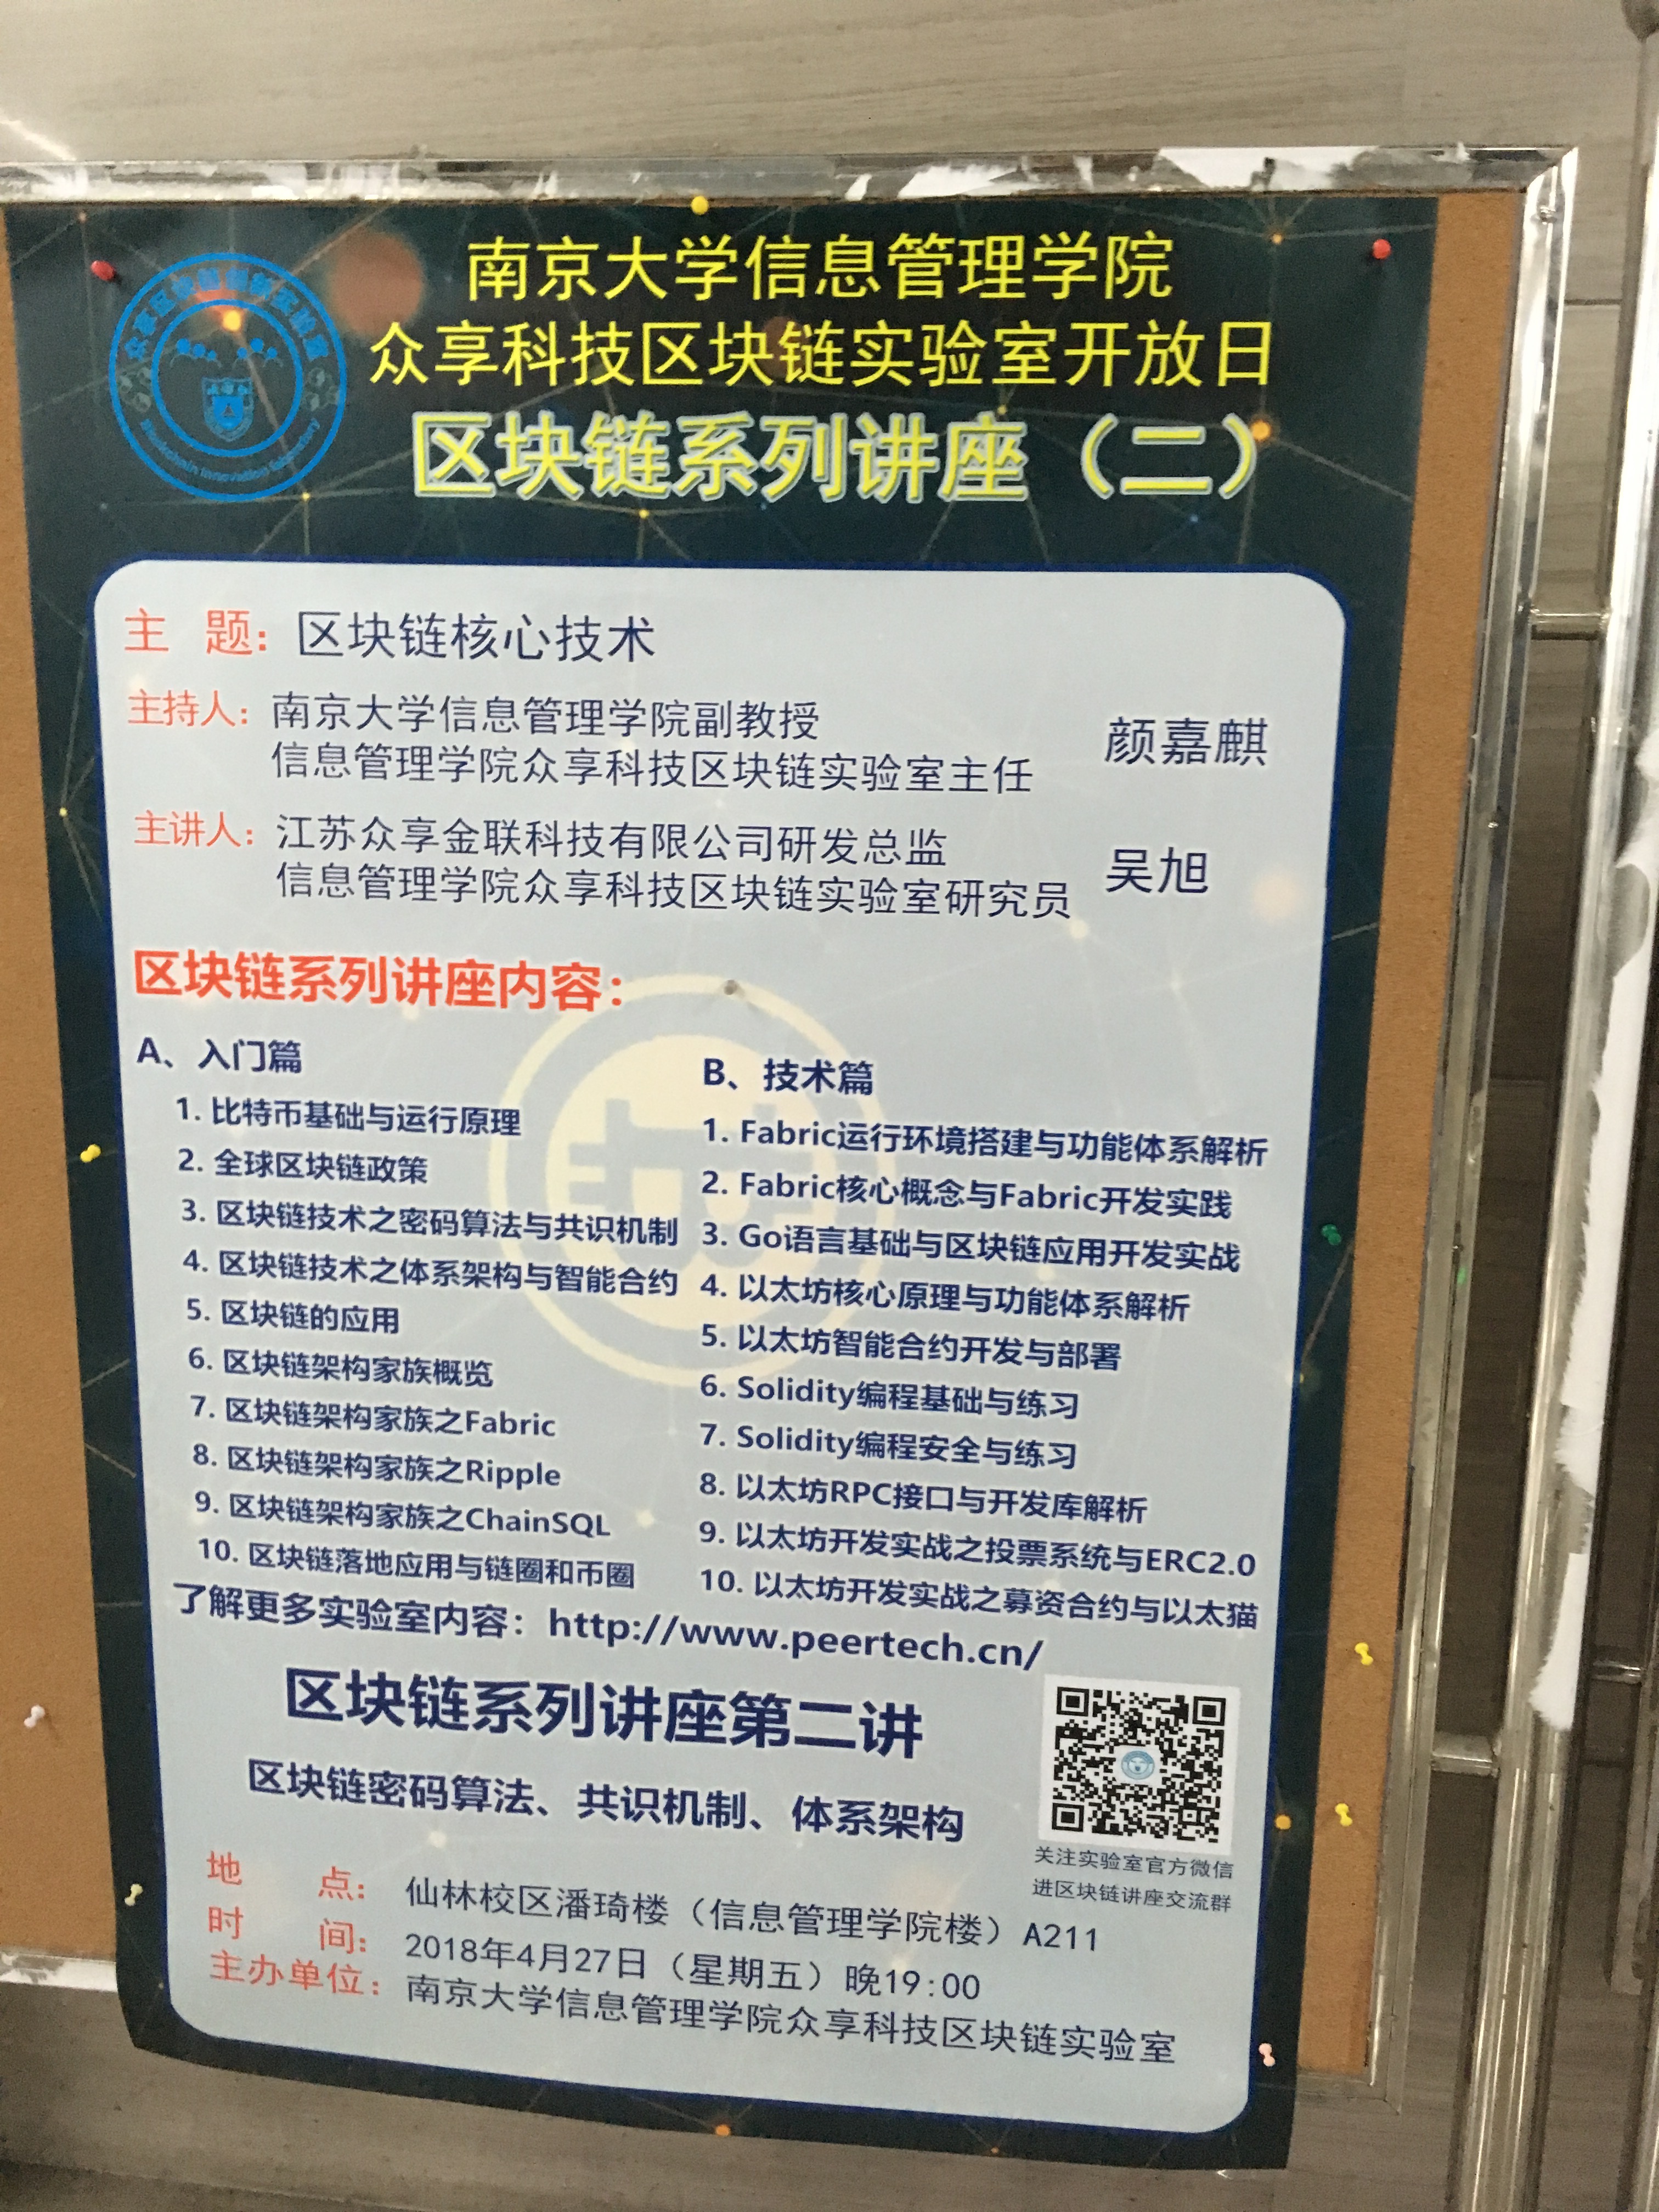 南京大学信息管理学院
众享科技区块链实验室开放日
区块链系列讲座（二）
主 题：区块链核心技术
主持人：南京大学信息管理学院副教授
信息管理学院众享科技区块链实验室主任
颜嘉麒
主讲人：江苏众享金联科技有限公司研发总监
信息管理学院众享科技区块链实验室研究员
吴旭
区块链系列讲座内容：
A、入门篇
1. 比特币基础与运行原理
2. 全球区块链政策
3. 区块链技术之密码算法与共识机制
4. 区块链技术之体系架构与智能合约
5. 区块链的应用
6. 区块链架构家族概览
7. 区块链架构家族之Fabric
8. 区块链架构家族之Ripple
9. 区块链架构家族之ChainSQL
10. 区块链落地应用与链圈和币圈
B、技术篇
1. Fabric运行环境搭建与功能体系解析
2. Fabric核心概念与Fabric开发实践
3. Go语言基础与区块链应用开发实战
4. 以太坊核心原理与功能体系解析
5. 以太坊智能合约开发与部署
6. Solidity编程基础与练习
7. Solidity编程安全与练习
8. 以太坊RPC接口与开发库解析
9. 以太坊开发实战之投票系统与ERC2.0
10. 以太坊开发实战之募资合约与以太猫
了解更多实验室内容：http://www.peertech.cn/
区块链系列讲座第二讲
区块链密码算法、共识机制、体系架构
关注实验室官方微信
进区块链讲座交流群
地 点：仙林校区潘琦楼（信息管理学院楼）A211
时 间：2018年4月27日（星期五）晚19:00
主办单位：南京大学信息管理学院众享科技区块链实验室